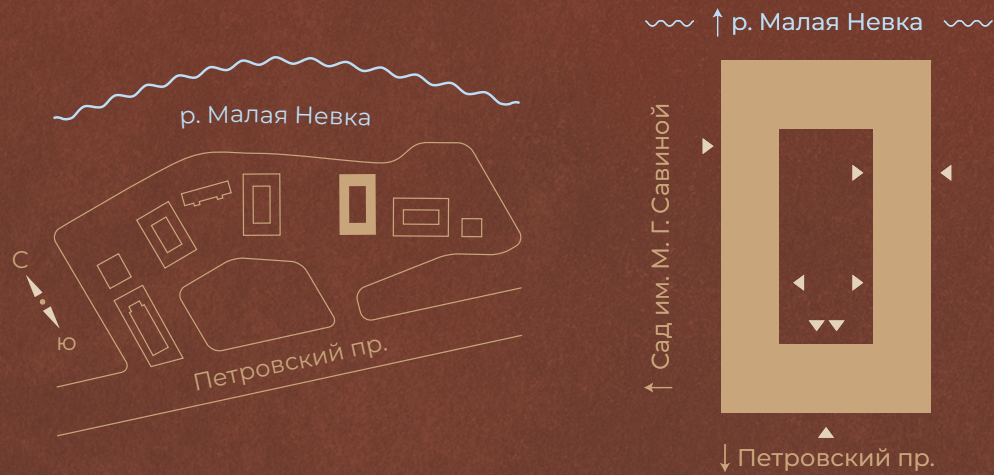 р. Малая Невка
С
Ю
Петровский пр.
р. Малая Невка
Сад им. М. Г. Савиной
Петровский пр.